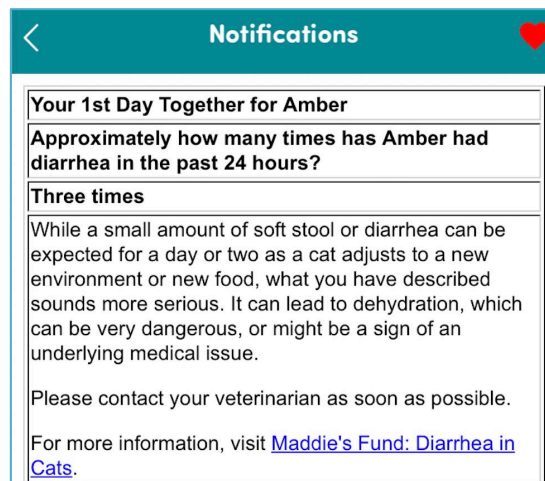 Notifications
Your 1st Day Together for Amber
Approximately how many times has Amber had
diarrhea in the past 24 hours?
Three times
While a small amount of soft stool or diarrhea can be
expected for a day or two as a cat adjusts to a new
environment or new food, what you have described
sounds more serious. It can lead to dehydration, which
can be very dangerous, or might be a sign of an
underlying medical issue.
Please contact your veterinarian as soon as possible.
For more information, visit Maddie's Fund: Diarrhea in
Cats.